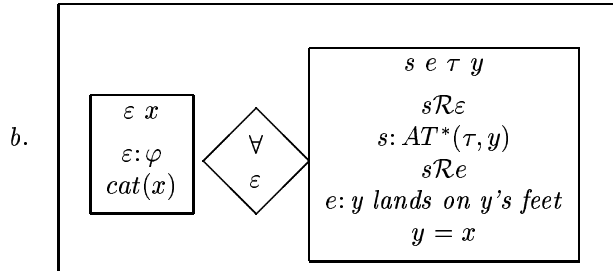 b.
ε x
ε: φ
cat(x)
∀
ε
s e τ y
sℛε
s: AT*(τ, y)
sℛe
e: y lands on y's feet
y = x